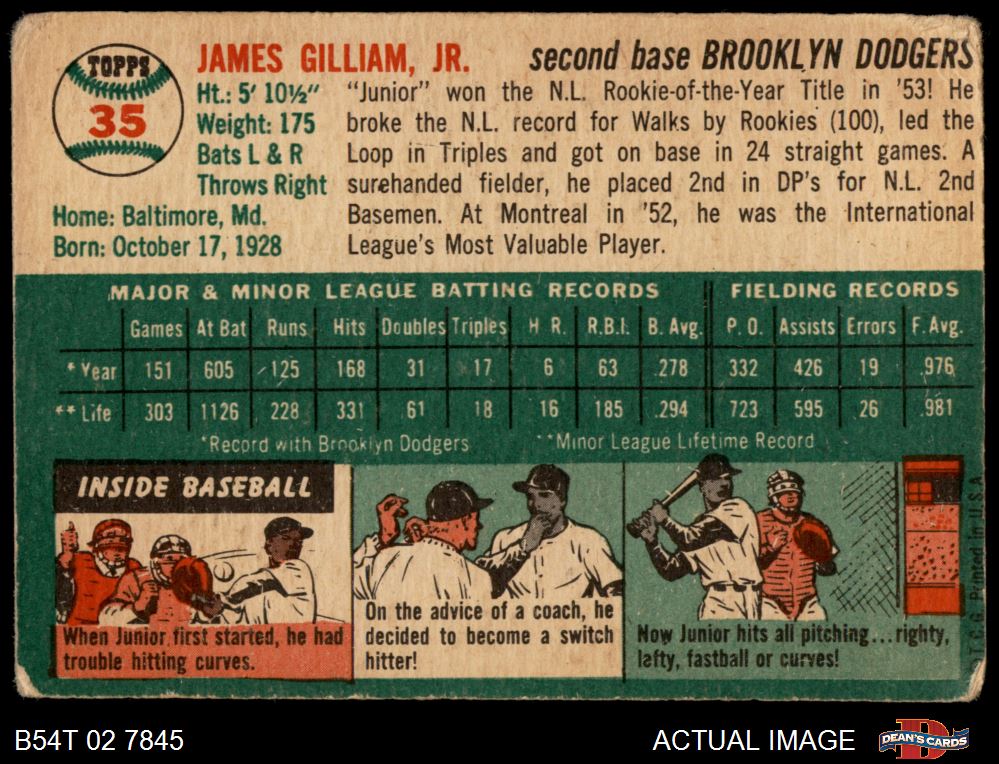 TOPPS
35
JAMES GILLIAM, JR.
second base BROOKLYN DODGERS
Ht.: 5' 10½"
Weight: 175
Bats L & R
Throws Right
Home: Baltimore, Md.
Born: October 17, 1928
"Junior" won the N.L. Rookie-of-the-Year Title in '53! He
broke the N.L. record for Walks by Rookies (100), led the
Loop in Triples and got on base in 24 straight games. A
surehanded fielder, he placed 2nd in DP's for N.L. 2nd
Basemen. At Montreal in '52, he was the International
League's Most Valuable Player.
MAJOR & MINOR LEAGUE BATTING RECORDS FIELDING RECORDS
Games At Bat Runs Hits Doubles Triples H R. R.B.I. B. Avg. P. O. Assists Errors F. Avg.
* Year 151 605 125 168 31 17 6 63 .278 332 426 19 .976
** Life 303 1126 228 331 61 18 16 185 .294 723 595 26 .981
*Record with Brooklyn Dodgers **Minor League Lifetime Record
INSIDE BASEBALL
When Junior first started, he had
trouble hitting curves.
On the advice of a coach, he
decided to become a switch
hitter!
Now Junior hits all pitching...righty,
lefty, fastball or curves!
T.C.G. Printed in U.S.A.
B54T 02 7845
ACTUAL IMAGE
D
DEAN'S CARDS